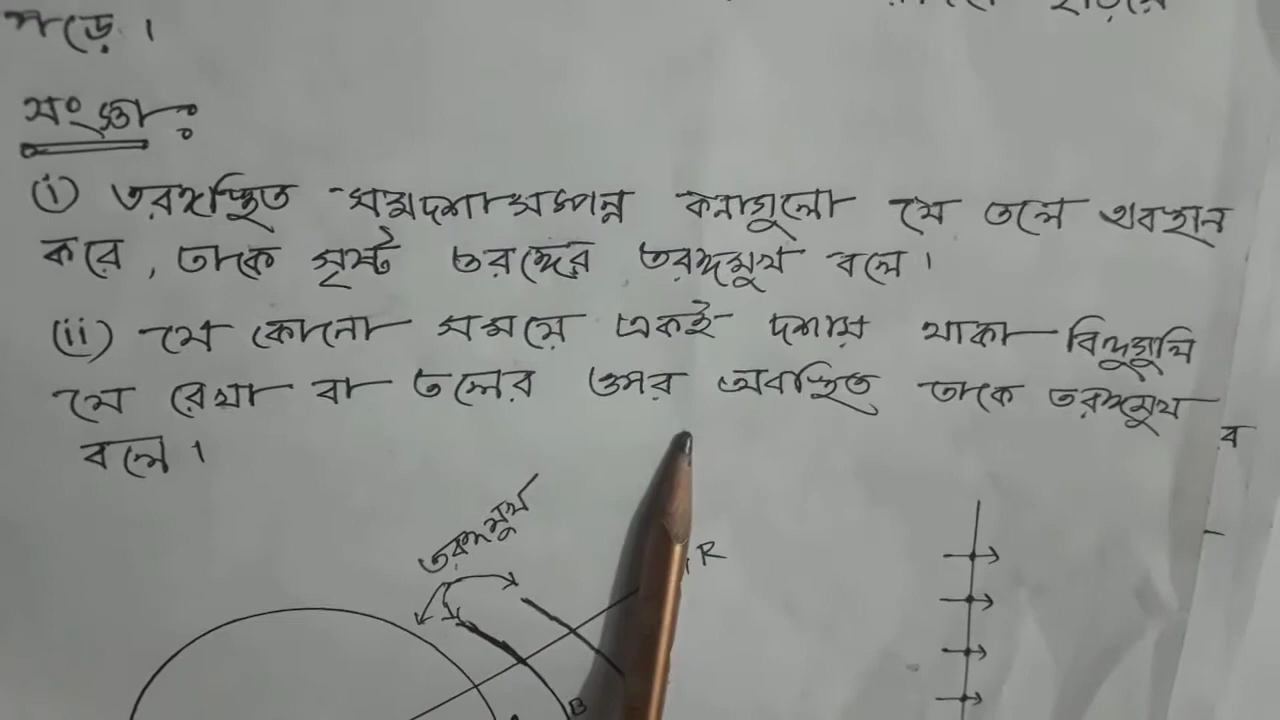 পড়ে।
সংজ্ঞা:
(i) তরঙ্গস্থিত সমদশাসম্পন্ন কনাগুলো যে তলে অবস্থান
করে, তাকে সৃষ্ট তরঙ্গের তরঙ্গমুখ বলে।
(ii) যে কোনো সময়ে একই দশায় থাকা বিন্দুগুলি
যে রেখা বা তলের ওপর অবস্থিত তাকে তরঙ্গমুখ
বলে।
ব
তরঙ্গমুখ
R
B